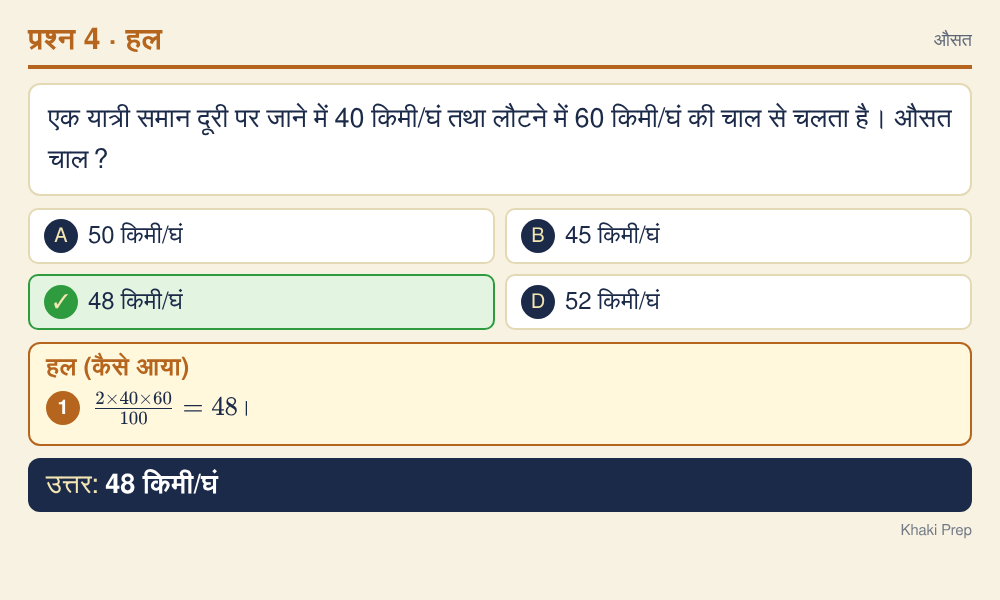 प्रश्न 4 · हल
औसत
एक यात्री समान दूरी पर जाने में 40 किमी/घं तथा लौटने में 60 किमी/घं की चाल से चलता है। औसत
चाल ?
A 50 किमी/घं
B 45 किमी/घं
✓ 48 किमी/घं
D 52 किमी/घं
हल (कैसे आया)
1 \frac{2×40×60}{100} = 48।
उत्तर: 48 किमी/घं
Khaki Prep